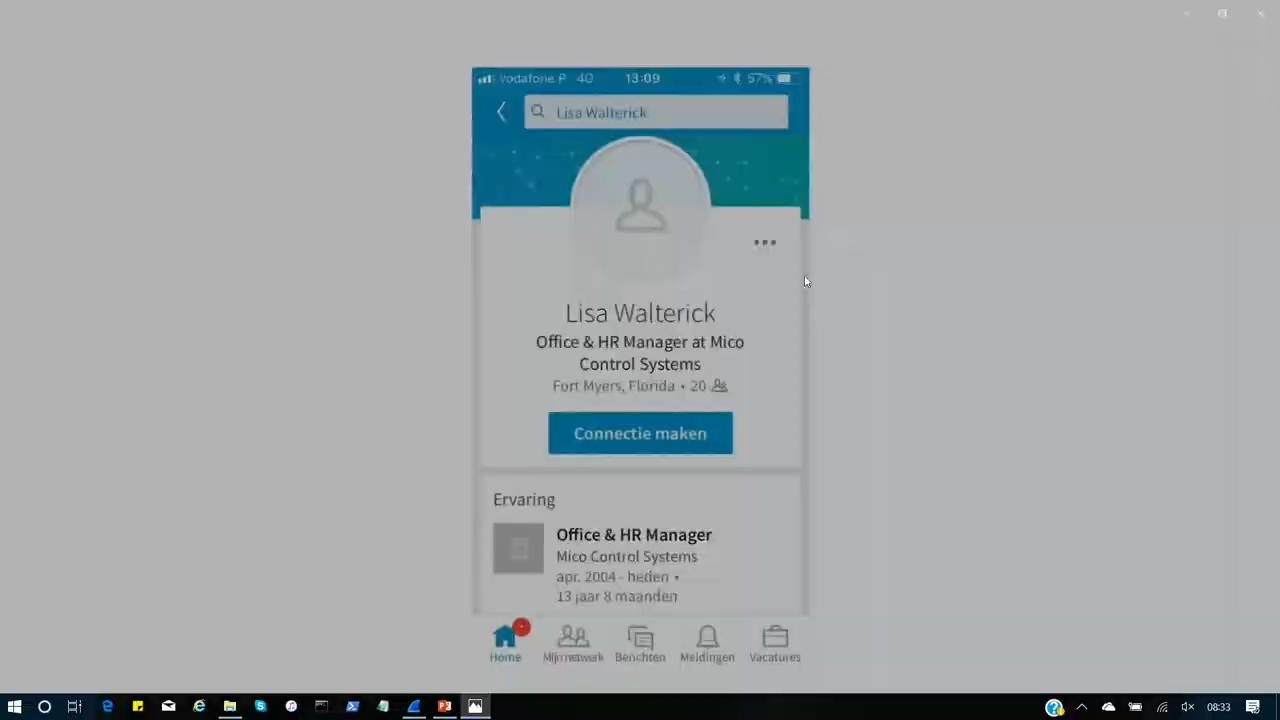 Vodafone P 4G 13:09 57%
Lisa Walterick
Lisa Walterick
Office & HR Manager at Mico
Control Systems
Fort Myers, Florida • 20
Connectie maken
Ervaring
Office & HR Manager
Mico Control Systems
apr. 2004 - heden •
13 jaar 8 maanden
Home Mijn netwerk Berichten Meldingen Vacatures
08:33